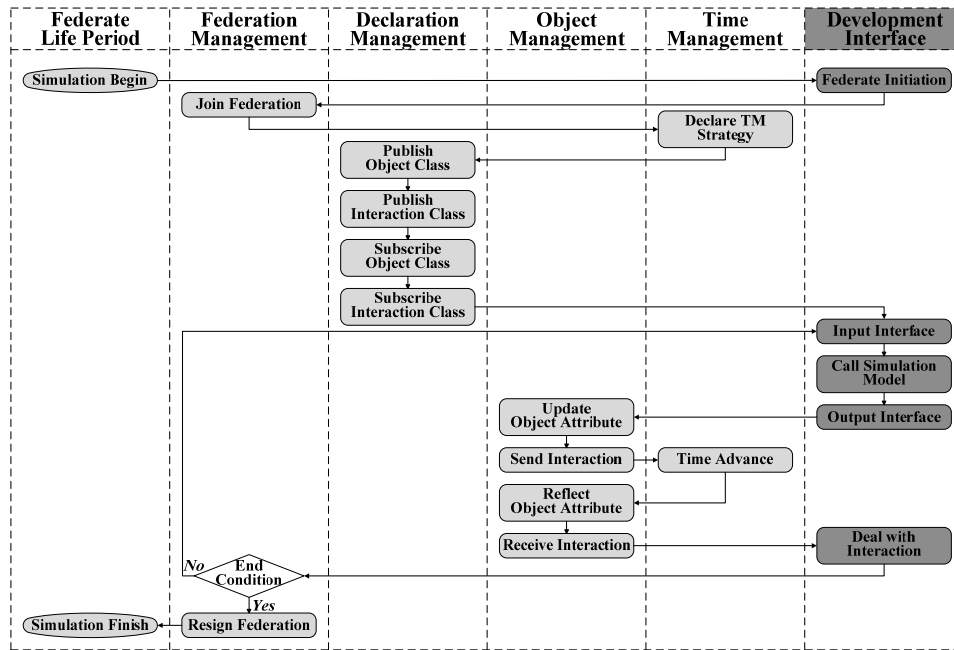 Federate
Life Period
Federation
Management
Declaration
Management
Object
Management
Time
Management
Development
Interface
Simulation Begin
Federate Initiation
Join Federation
Declare TM
Strategy
Publish
Object Class
Publish
Interaction Class
Subscribe
Object Class
Subscribe
Interaction Class
Input Interface
Call Simulation
Model
Output Interface
Update
Object Attribute
Send Interaction
Time Advance
Reflect
Object Attribute
Receive Interaction
Deal with
Interaction
No
End
Condition
Yes
Resign Federation
Simulation Finish